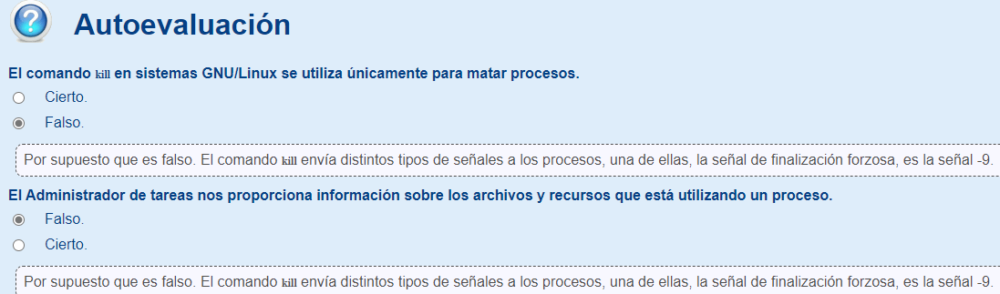 Autoevaluación
El comando kill en sistemas GNU/Linux se utiliza únicamente para matar procesos.
Cierto.
Falso.
Por supuesto que es falso. El comando kill envía distintos tipos de señales a los procesos, una de ellas, la señal de finalización forzosa, es la señal -9.
El Administrador de tareas nos proporciona información sobre los archivos y recursos que está utilizando un proceso.
Falso.
Cierto.
Por supuesto que es falso. El comando kill envía distintos tipos de señales a los procesos, una de ellas, la señal de finalización forzosa, es la señal -9.